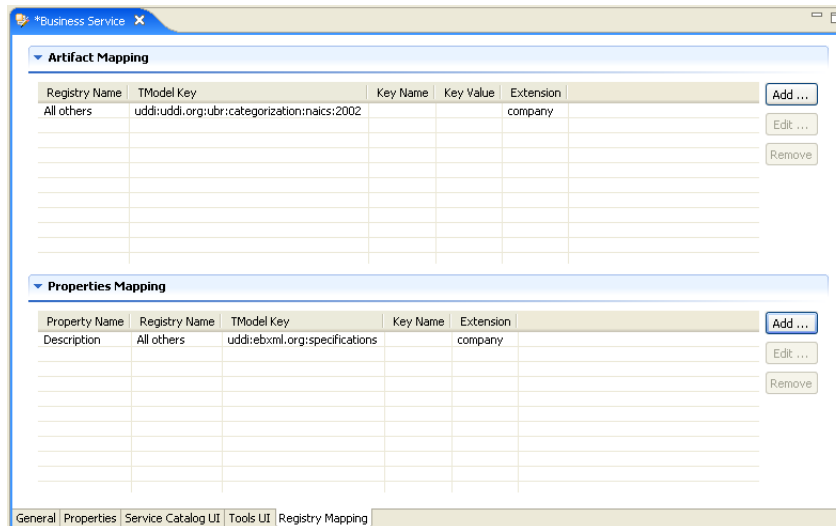 *Business Service
Artifact Mapping
Registry Name TModel Key Key Name Key Value Extension
All others uddi:uddi.org:ubr:categorization:naics:2002 company
Add ...
Edit ...
Remove
Properties Mapping
Property Name Registry Name TModel Key Key Name Extension
Description All others uddi:ebxml.org:specifications company
Add ...
Edit ...
Remove
General Properties Service Catalog UI Tools UI Registry Mapping